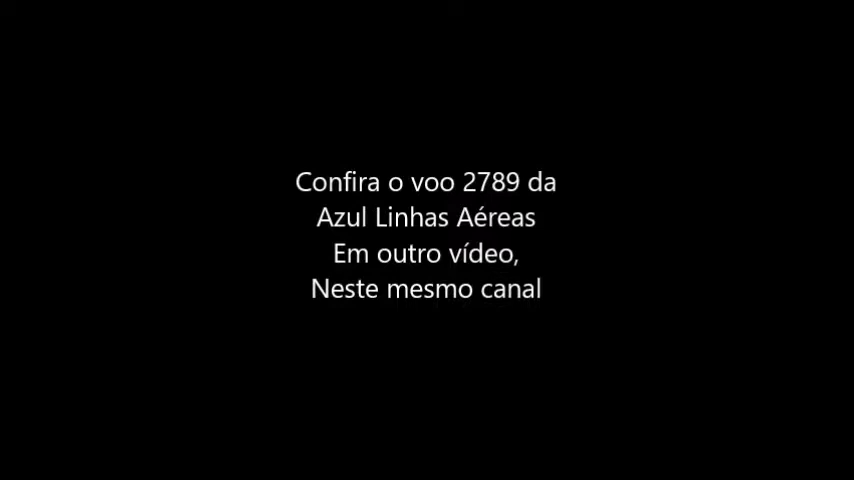 Confira o voo 2789 da
Azul Linhas Aéreas
Em outro vídeo,
Neste mesmo canal